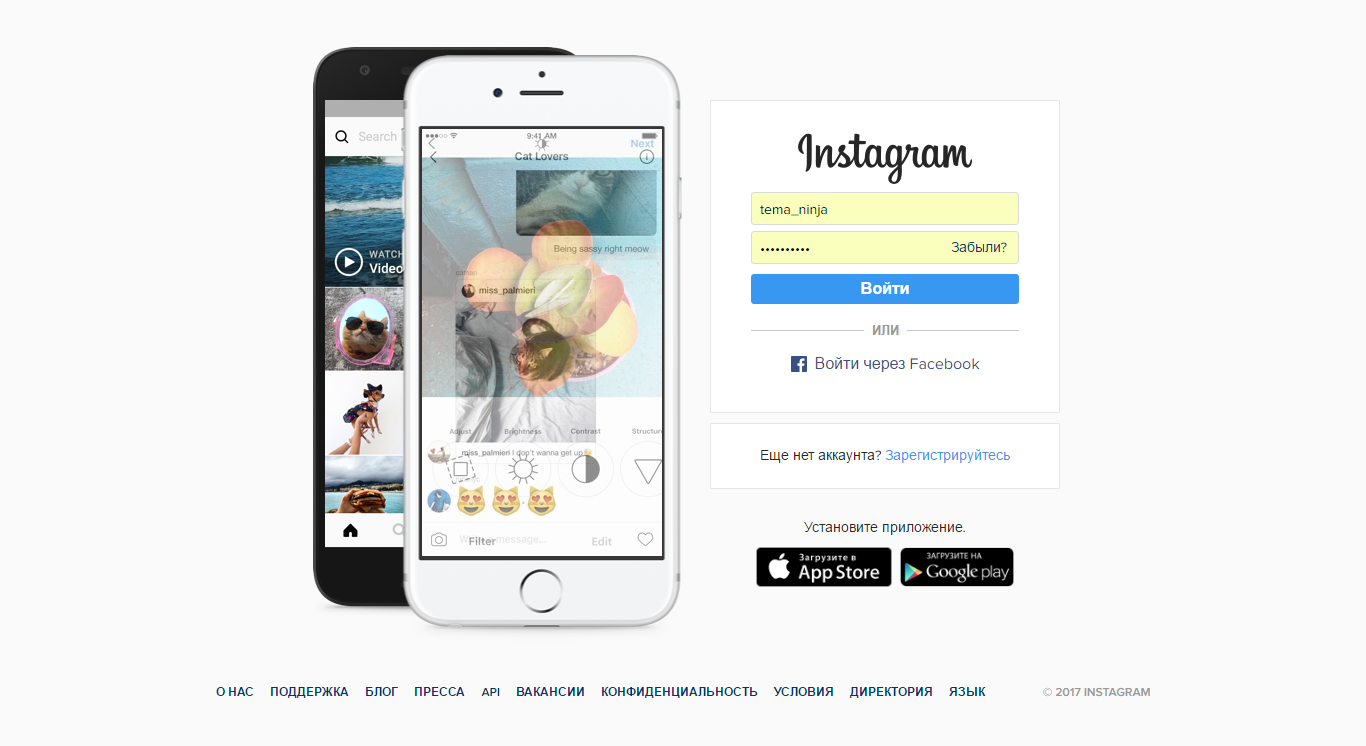 Search
WATCH
Video
9:41 AM
Next
Cat Lovers
Being sassy right meow
miss_palmieri
Adjust
Brightness
Contrast
Structure
miss_palmieri I don't wanna get up
Filter
message...
Edit
Instagram
tema_ninja
•••••••••• Забыли?
Войти
ИЛИ
Войти через Facebook
Еще нет аккаунта? Зарегистрируйтесь
Установите приложение.
Загрузите в
App Store
ЗАГРУЗИТЕ НА
Google play
О НАС ПОДДЕРЖКА БЛОГ ПРЕССА API ВАКАНСИИ КОНФИДЕНЦИАЛЬНОСТЬ УСЛОВИЯ ДИРЕКТОРИЯ ЯЗЫК © 2017 INSTAGRAM